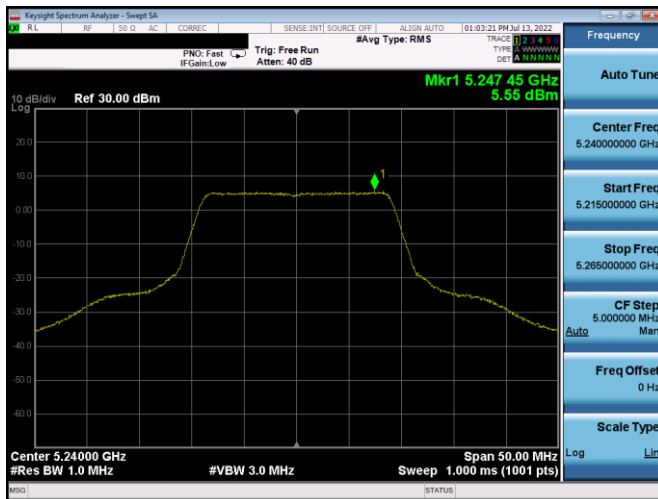 Keysight Spectrum Analyzer - Swept SA
RL RF 50 Ω AC CORREC SENSE:INT SOURCE OFF ALIGN AUTO 01:03:21 PM Jul 13, 2022
#Avg Type: RMS
TRACE 1 2 3 4 5 6
PNO: Fast Trig: Free Run
TYPE A WWWWW
IFGain:Low Atten: 40 dB
DET A N N N N N
Mkr1 5.247 45 GHz
5.55 dBm
10 dB/div Ref 30.00 dBm
Log
20.0
10.0
0.00
-10.0
-20.0
-30.0
-40.0
-50.0
-60.0
1
Center 5.24000 GHz Span 50.00 MHz
#Res BW 1.0 MHz #VBW 3.0 MHz Sweep 1.000 ms (1001 pts)
MSG STATUS
Frequency
Auto Tune
Center Freq
5.240000000 GHz
Start Freq
5.215000000 GHz
Stop Freq
5.265000000 GHz
CF Step
5.000000 MHz
Auto Man
Freq Offset
0 Hz
Scale Type
Log Lin